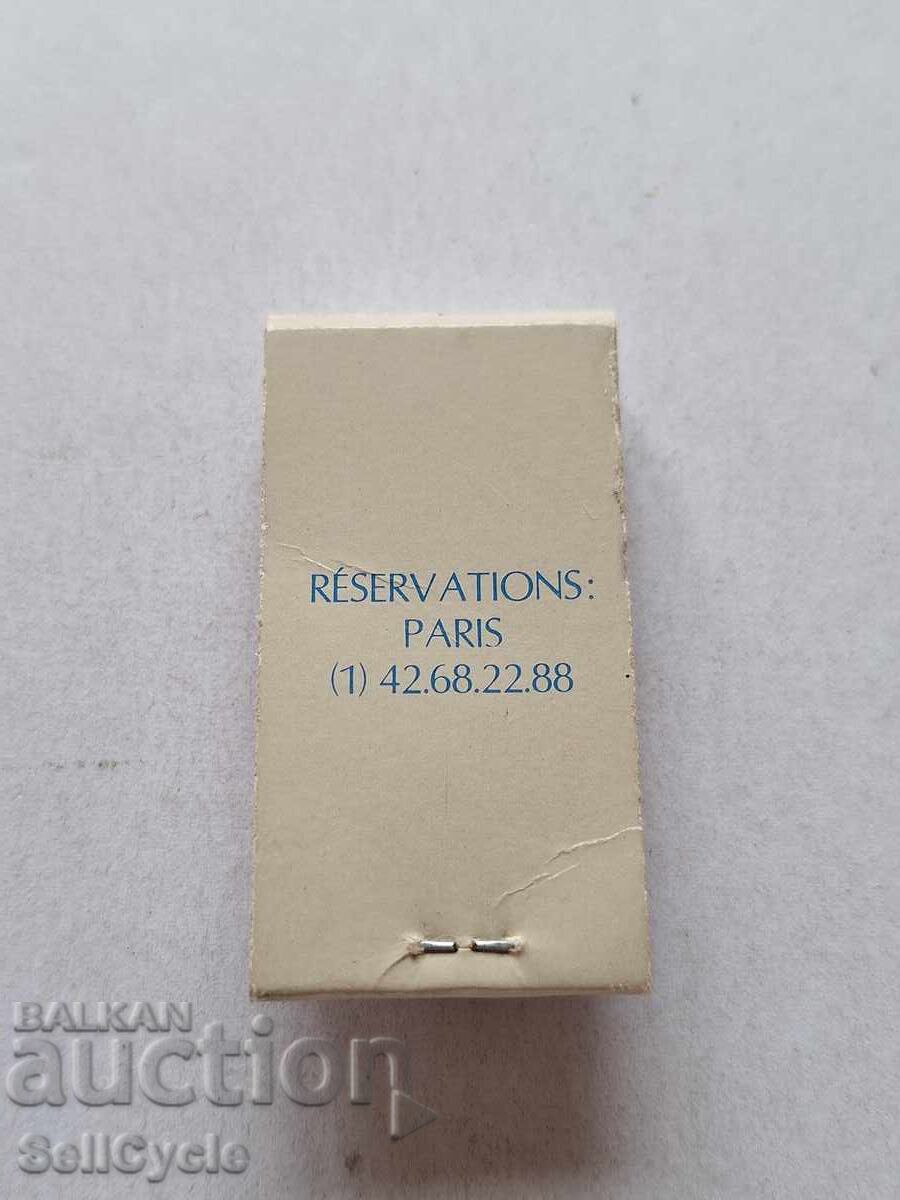 RÉSERVATIONS:
PARIS
(1) 42.68.22.88
BALKAN
auction
SellCycle